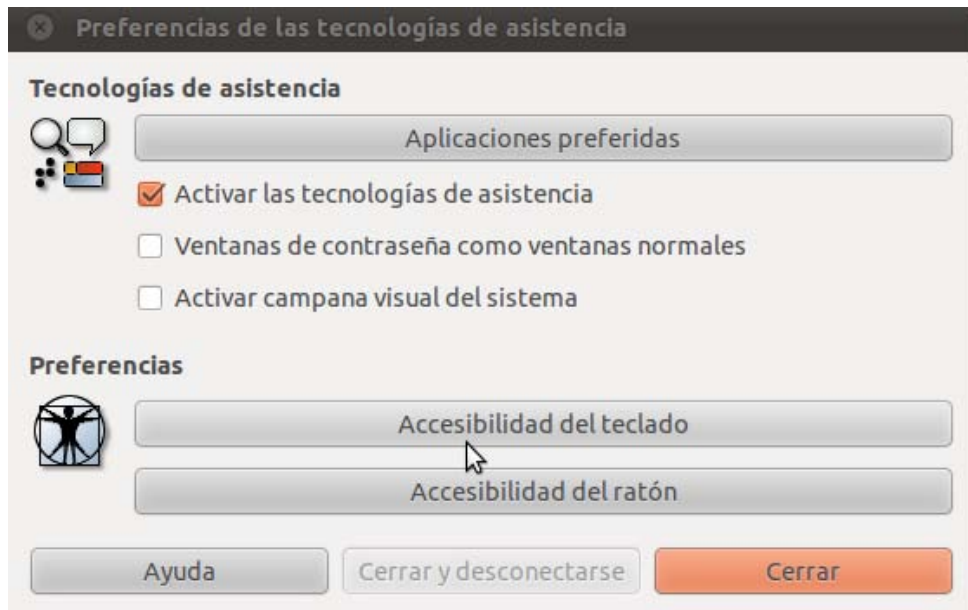 Preferencias de las tecnologías de asistencia
Tecnologías de asistencia
Aplicaciones preferidas
Activar las tecnologías de asistencia
Ventanas de contraseña como ventanas normales
Activar campana visual del sistema
Preferencias
Accesibilidad del teclado
Accesibilidad del ratón
Ayuda Cerrar y desconectarse Cerrar